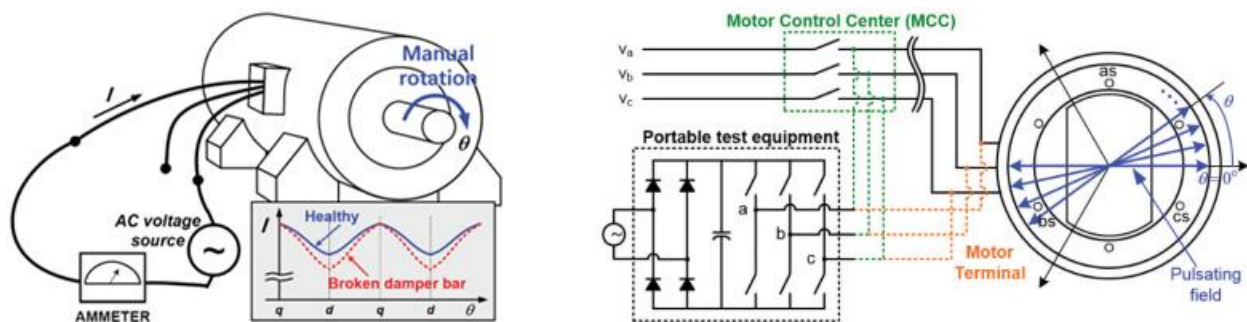 I
Manual
rotation
θ
AC voltage
source
~
AMMETER
I
Healthy
Broken damper bar
q d q d θ
Motor Control Center (MCC)
va
vb
vc
Portable test equipment
~
a
b
c
Motor
Terminal
as
bs
cs
θ
θ=0°
Pulsating
field